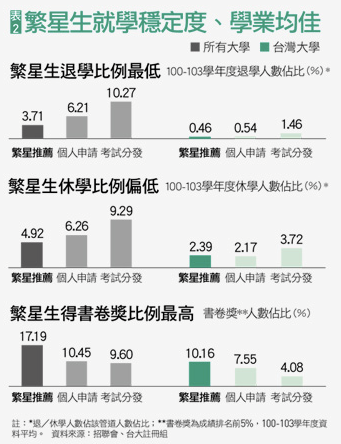 表2 繁星生就學穩定度、學業均佳
所有大學 台灣大學
繁星生退學比例最低 100-103學年度退學人數佔比(%)*
3.71 6.21 10.27 0.46 0.54 1.46
繁星推薦 個人申請 考試分發 繁星推薦 個人申請 考試分發
繁星生休學比例偏低 100-103學年度休學人數佔比(%)*
4.92 6.26 9.29 2.39 2.17 3.72
繁星推薦 個人申請 考試分發 繁星推薦 個人申請 考試分發
繁星生得書卷獎比例最高 書卷獎**人數佔比(%)
17.19 10.45 9.60 10.16 7.55 4.08
繁星推薦 個人申請 考試分發 繁星推薦 個人申請 考試分發
註：*退／休學人數佔該管道人數佔比；**書卷獎為成績排名前5%，100-103學年度資
料平均。 資料來源：招聯會、台大註冊組